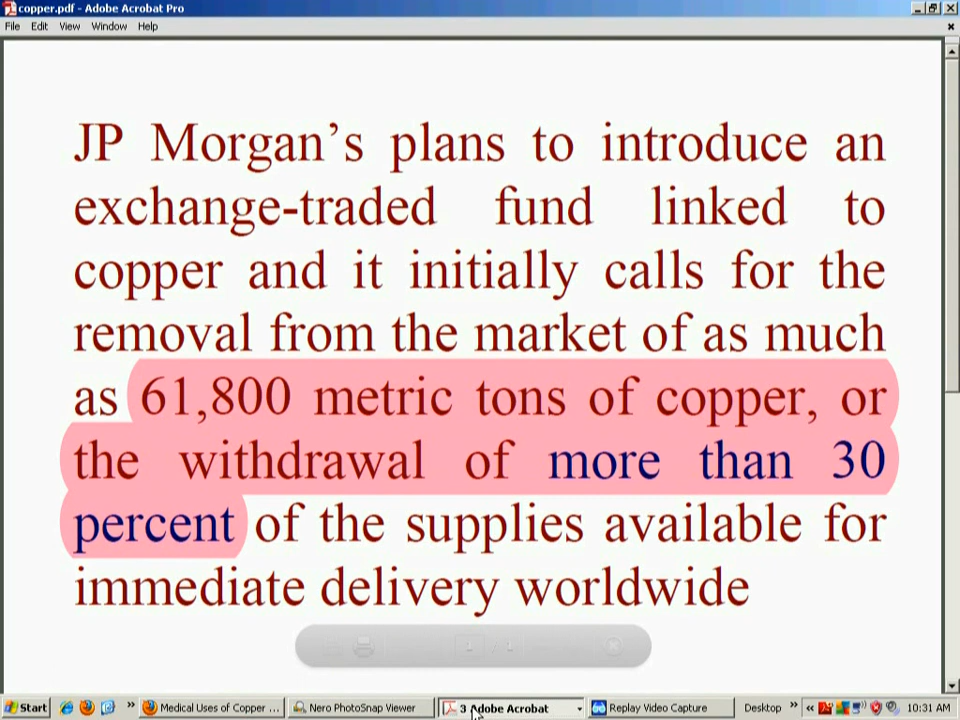 copper.pdf - Adobe Acrobat Pro
File Edit View Window Help
JP Morgan’s plans to introduce an
exchange-traded fund linked to
copper and it initially calls for the
removal from the market of as much
as 61,800 metric tons of copper, or
the withdrawal of more than 30
percent of the supplies available for
immediate delivery worldwide
1 / 1
Start » Medical Uses of Copper ... Nero PhotoSnap Viewer 3 Adobe Acrobat Replay Video Capture Desktop » « 10:31 AM